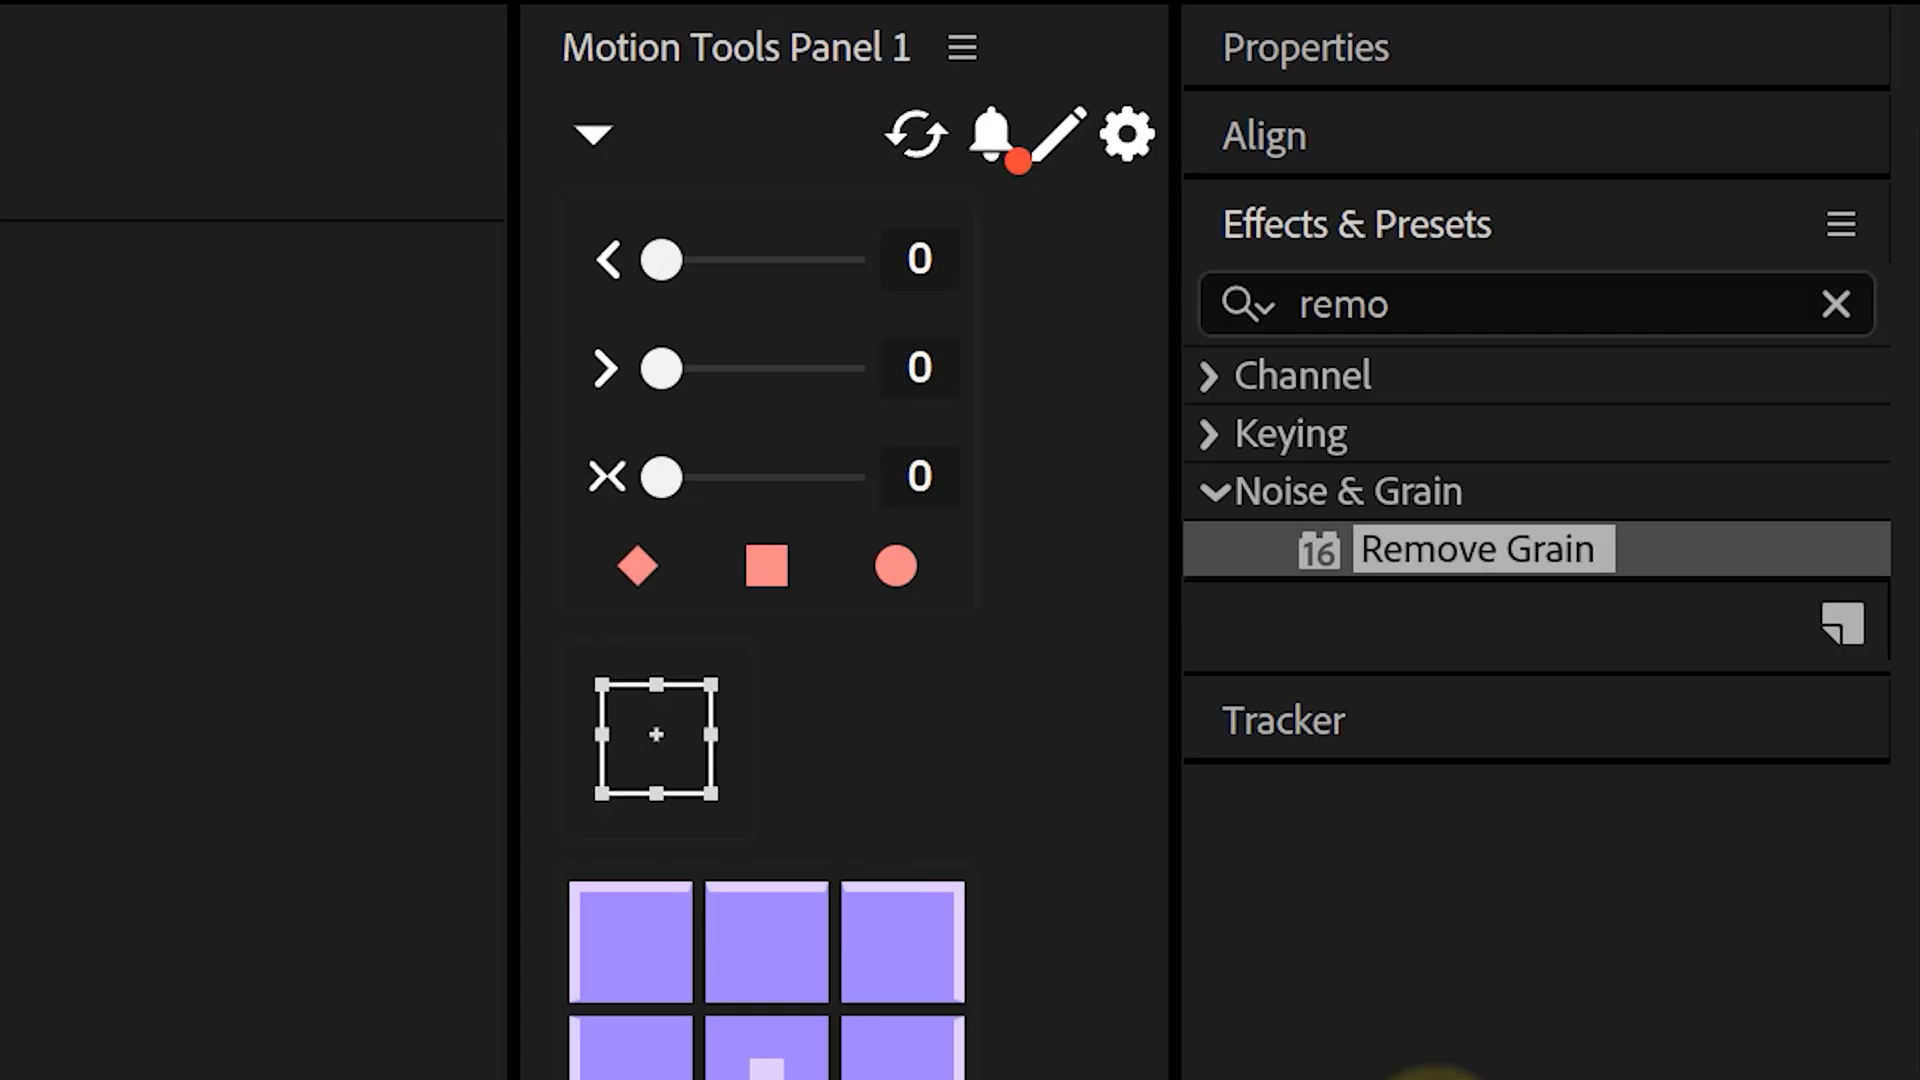 Motion Tools Panel 1
0
0
0
Properties
Align
Effects & Presets
remo
Channel
Keying
Noise & Grain
16 Remove Grain
Tracker